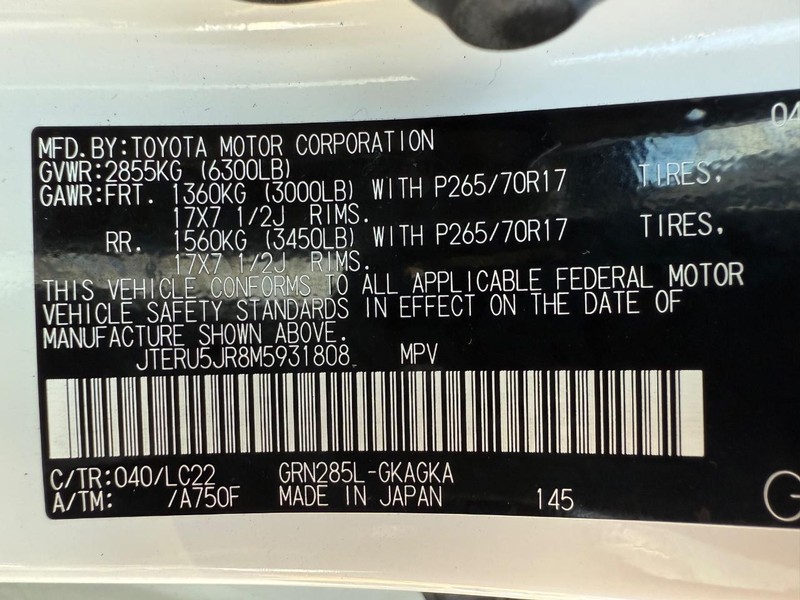 04
MFD.BY:TOYOTA MOTOR CORPORATION
GVWR:2855KG (6300LB)
GAWR:FRT. 1360KG (3000LB) WITH P265/70R17 TIRES,
17X7 1/2J RIMS.
RR. 1560KG (3450LB) WITH P265/70R17 TIRES,
17X7 1/2J RIMS.
THIS VEHICLE CONFORMS TO ALL APPLICABLE FEDERAL MOTOR
VEHICLE SAFETY STANDARDS IN EFFECT ON THE DATE OF
MANUFACTURE SHOWN ABOVE.
JTERU5JR8M5931808 MPV
C/TR:040/LC22 GRN285L-GKAGKA
A/TM: /A750F MADE IN JAPAN 145